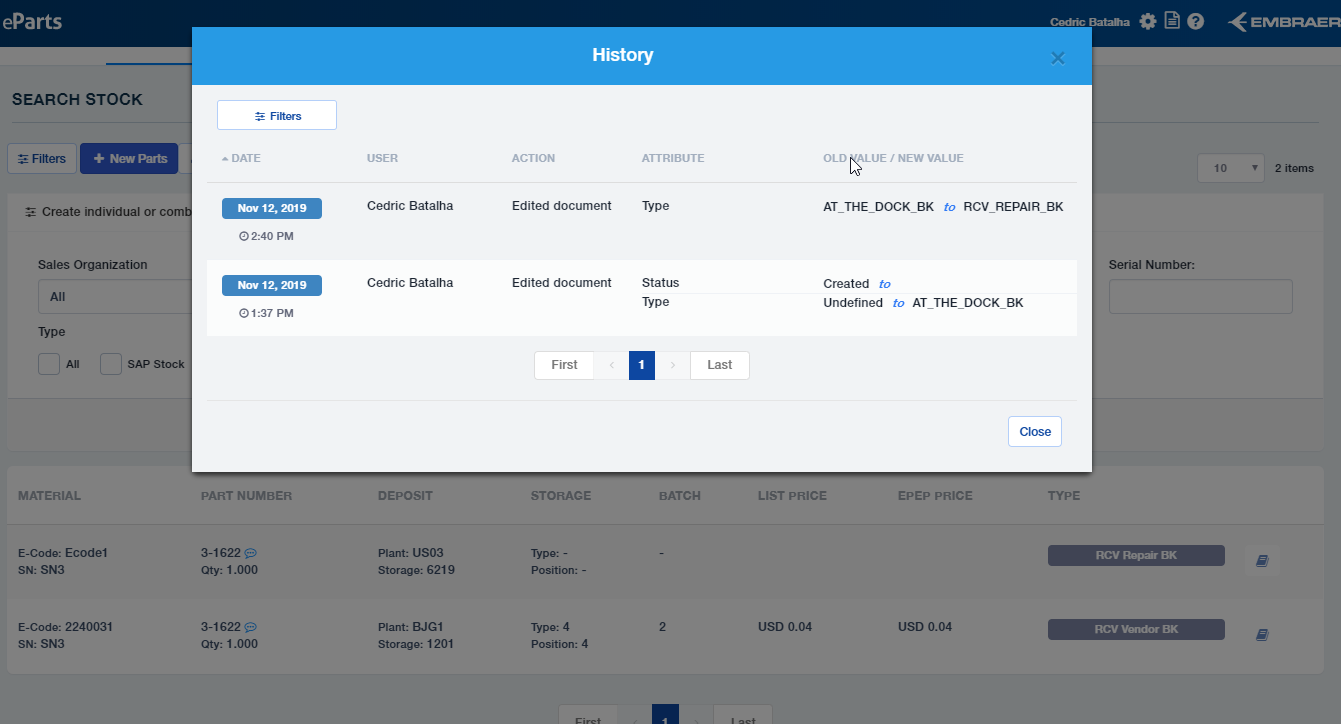 eParts
Cedric Batalha
EMBRAER
History
×
SEARCH STOCK
Filters
DATE USER ACTION ATTRIBUTE OLD VALUE / NEW VALUE
Filters + New Parts
10 2 items
Nov 12, 2019 Cedric Batalha Edited document Type AT_THE_DOCK_BK to RCV_REPAIR_BK
2:40 PM
Create individual or comb
Sales Organization
Serial Number:
All
Nov 12, 2019 Cedric Batalha Edited document Status Created to
Type Undefined to AT_THE_DOCK_BK
1:37 PM
Type
All SAP Stock
First ‹ 1 › Last
Close
MATERIAL PART NUMBER DEPOSIT STORAGE BATCH LIST PRICE EPEP PRICE TYPE
E-Code: Ecode1 3-1622 Plant: US03 Type: - - RCV Repair BK
SN: SN3 Qty: 1.000 Storage: 6219 Position: -
E-Code: 2240031 3-1622 Plant: BJG1 Type: 4 2 USD 0.04 USD 0.04 RCV Vendor BK
SN: SN3 Qty: 1.000 Storage: 1201 Position: 4
First ‹ 1 › Last